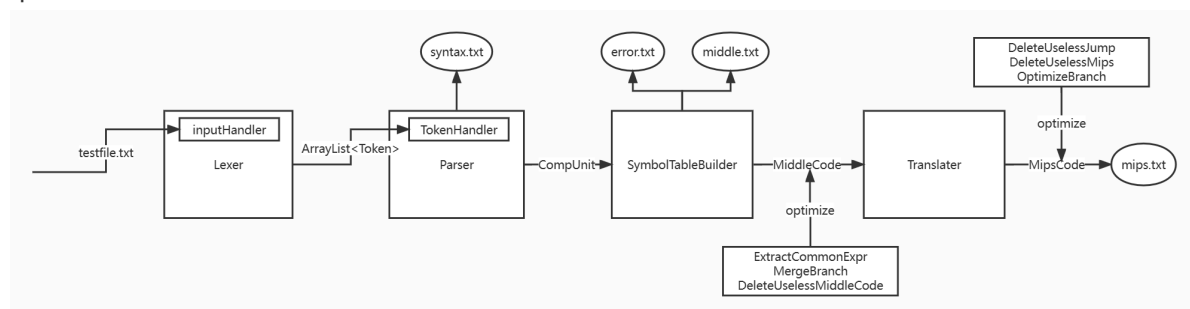 syntax.txt
error.txt
middle.txt
DeleteUselessJump
DeleteUselessMips
OptimizeBranch
inputHandler
TokenHandler
optimize
testfile.txt
ArrayList<Token>
Lexer
Parser
CompUnit
SymbolTableBuilder
MiddleCode
Translater
MipsCode
mips.txt
optimize
ExtractCommonExpr
MergeBranch
DeleteUselessMiddleCode